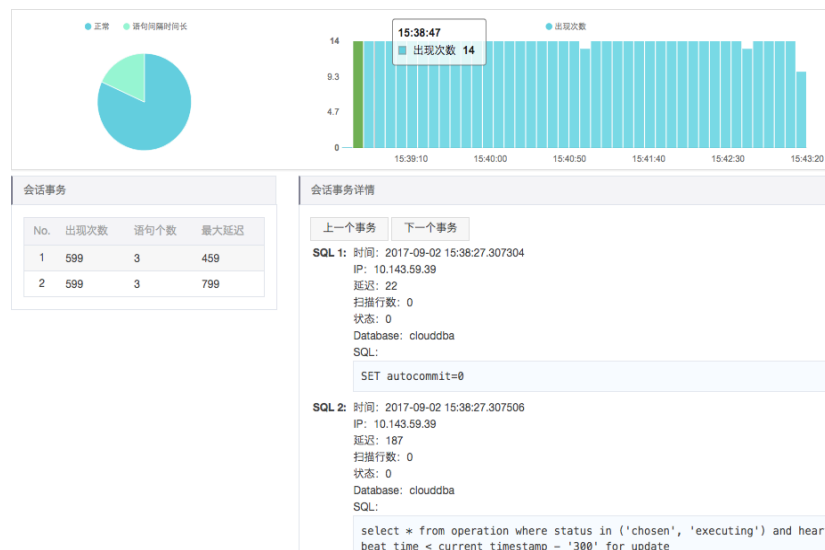 正常 语句间隔时间长
出现次数
15:38:47
出现次数 14
14
9.3
4.7
0
15:39:10 15:40:00 15:40:50 15:41:40 15:42:30 15:43:20
会话事务
No. 出现次数 语句个数 最大延迟
1 599 3 459
2 599 3 799
会话事务详情
上一个事务 下一个事务
SQL 1: 时间: 2017-09-02 15:38:27.307304
IP: 10.143.59.39
延迟: 22
扫描行数: 0
状态: 0
Database: clouddba
SQL:
SET autocommit=0
SQL 2: 时间: 2017-09-02 15:38:27.307506
IP: 10.143.59.39
延迟: 187
扫描行数: 0
状态: 0
Database: clouddba
SQL:
select * from operation where status in ('chosen', 'executing') and hear
beat_time < current_timestamp - '300' for update